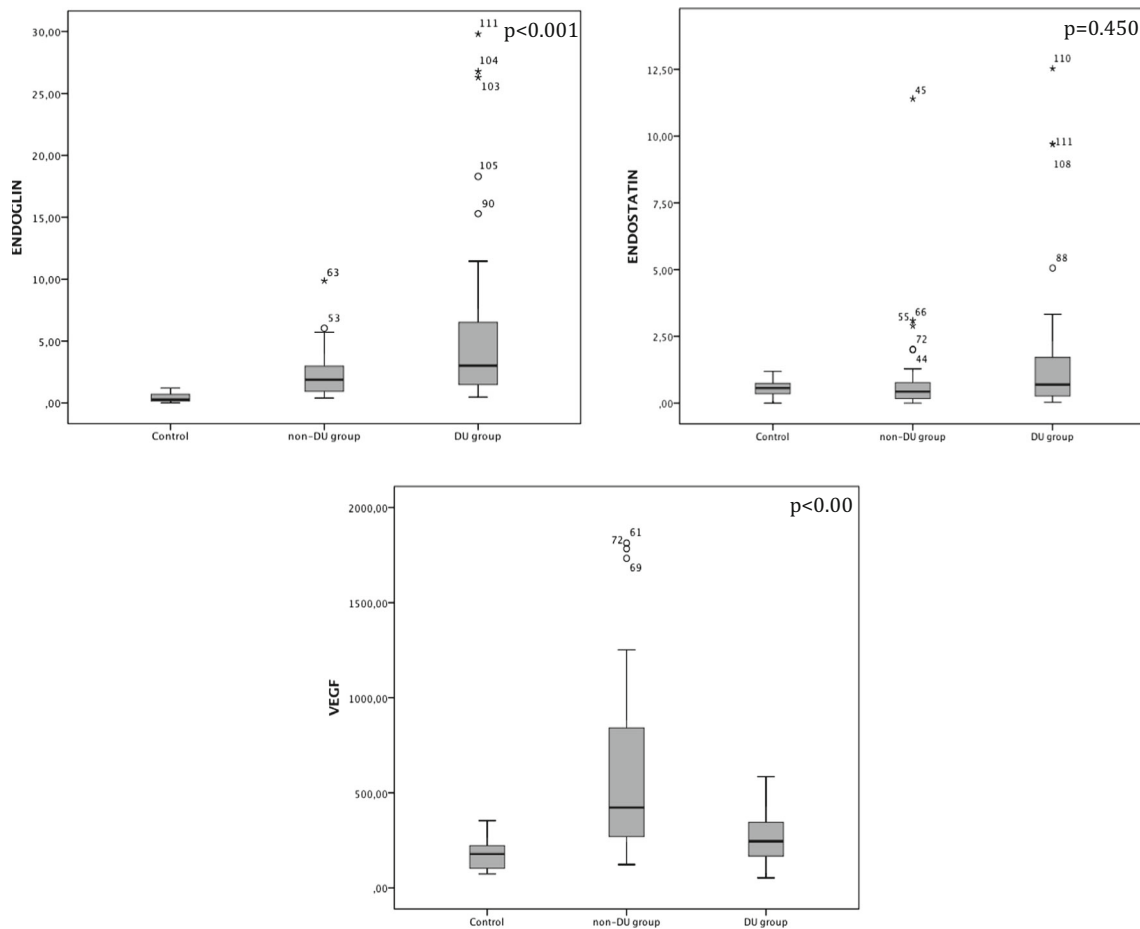 p<0.001
30,00
25,00
20,00
15,00
10,00
5,00
,00
ENDOGLIN
111
104
103
105
90
63
53
Control
non-DU group
DU group
p=0.450
12,50
10,00
7,50
5,00
2,50
,00
ENDOSTATIN
110
45
111
108
88
55 66
72
44
Control
non-DU group
DU group
p<0.00
2000,00
1500,00
1000,00
500,00
,00
VEGF
72 61
69
Control
non-DU group
DU group